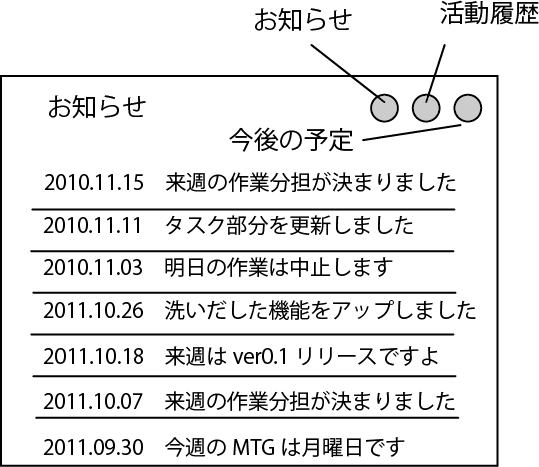 お知らせ
活動履歴
お知らせ
今後の予定
2010.11.15 来週の作業分担が決まりました
2010.11.11 タスク部分を更新しました
2010.11.03 明日の作業は中止します
2011.10.26 洗いだした機能をアップしました
2011.10.18 来週は ver0.1 リリースですよ
2011.10.07 来週の作業分担が決まりました
2011.09.30 今週の MTG は月曜日です